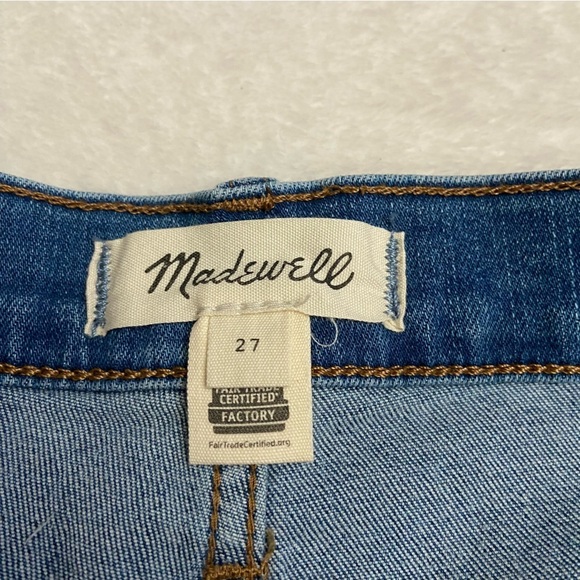 Madewell
27
FAIR TRADE
CERTIFIED
FACTORY
FairTradeCertified.org